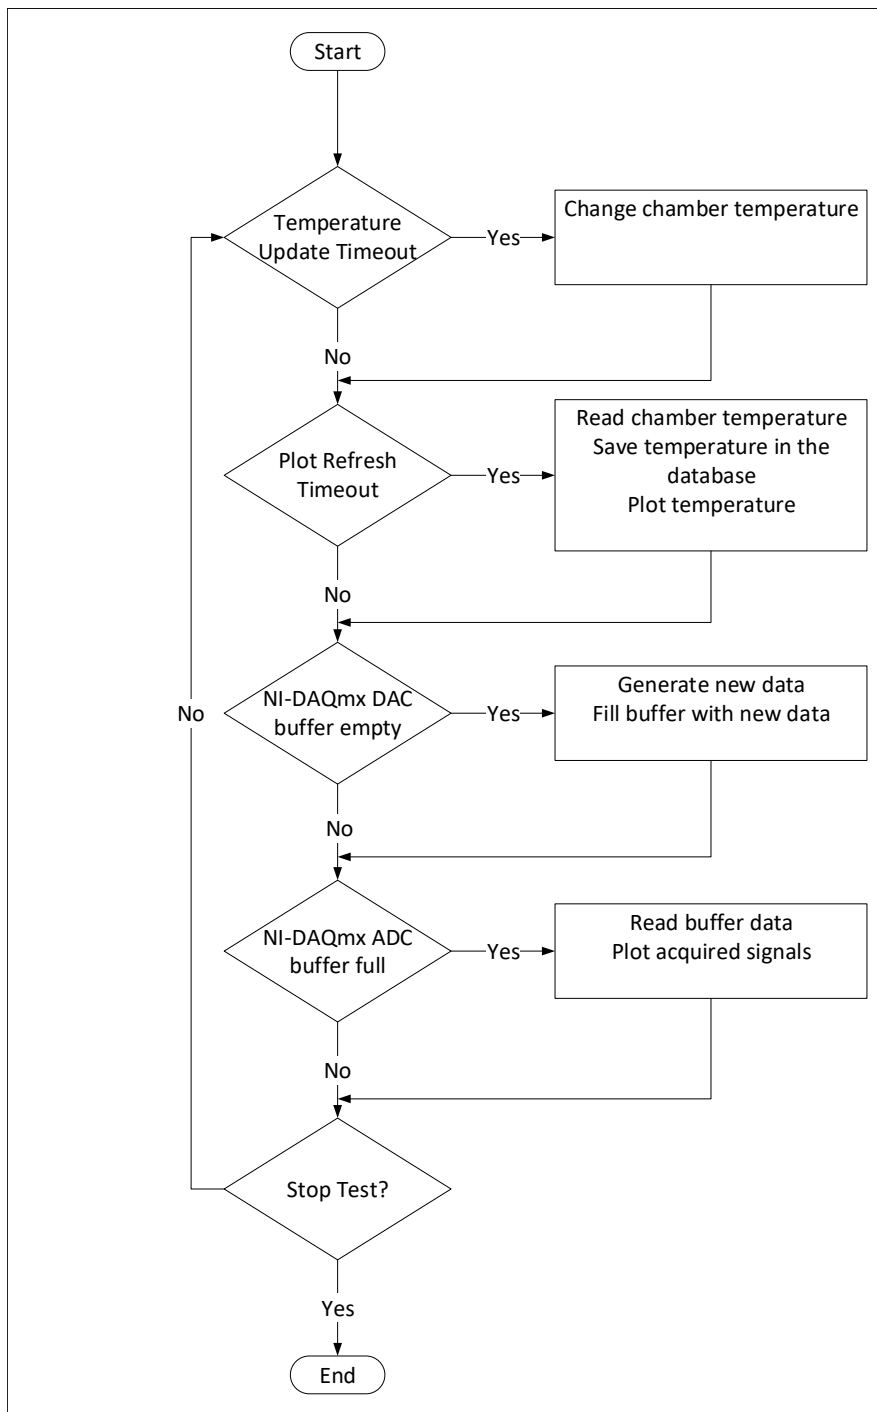 Start
Temperature
Update Timeout
Yes
Change chamber temperature
No
Plot Refresh
Timeout
Yes
Read chamber temperature
Save temperature in the
database
Plot temperature
No
NI-DAQmx DAC
buffer empty
Yes
Generate new data
Fill buffer with new data
No
No
NI-DAQmx ADC
buffer full
Yes
Read buffer data
Plot acquired signals
No
Stop Test?
Yes
End